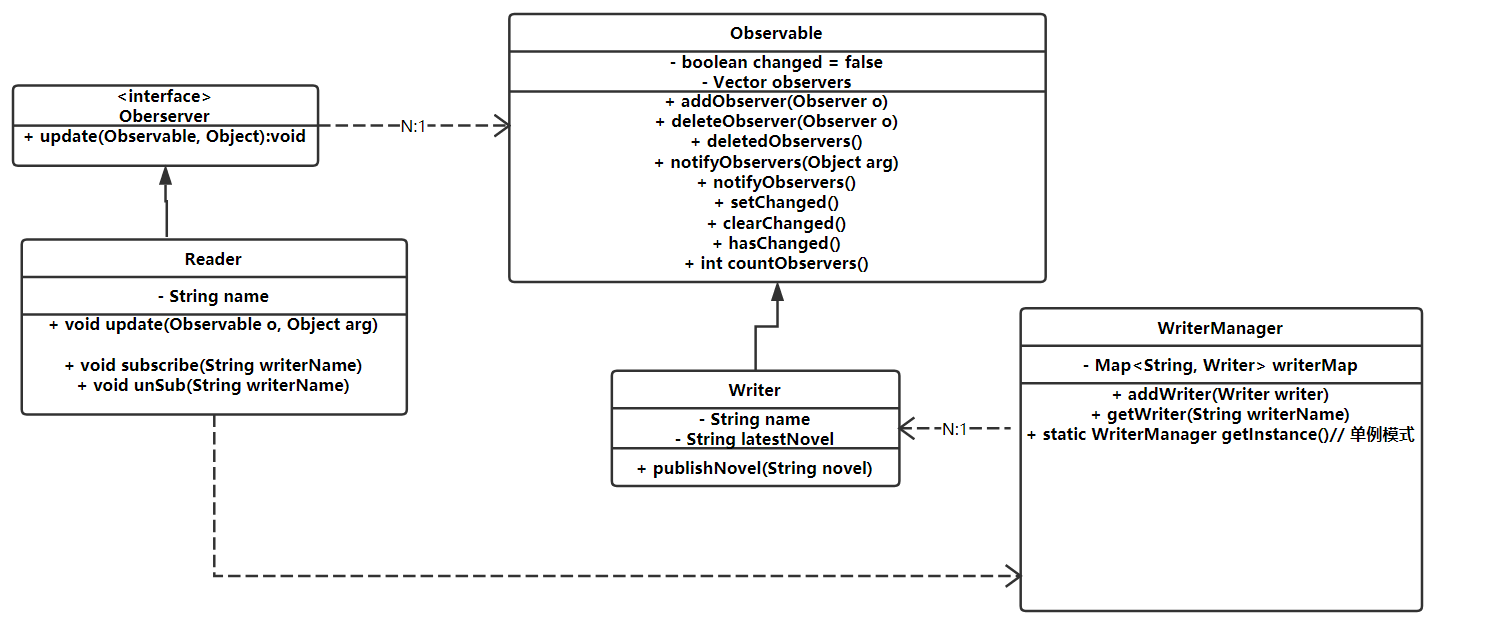 Observable
- boolean changed = false
- Vector observers
+ addObserver(Observer o)
+ deleteObserver(Observer o)
+ deletedObservers()
+ notifyObservers(Object arg)
+ notifyObservers()
+ setChanged()
+ clearChanged()
+ hasChanged()
+ int countObservers()
<interface>
Oberserver
+ update(Observable, Object):void
N:1
Reader
- String name
+ void update(Observable o, Object arg)
+ void subscribe(String writerName)
+ void unSub(String writerName)
Writer
- String name
- String latestNovel
+ publishNovel(String novel)
N:1
WriterManager
- Map<String, Writer> writerMap
+ addWriter(Writer writer)
+ getWriter(String writerName)
+ static WriterManager getInstance()// 单例模式